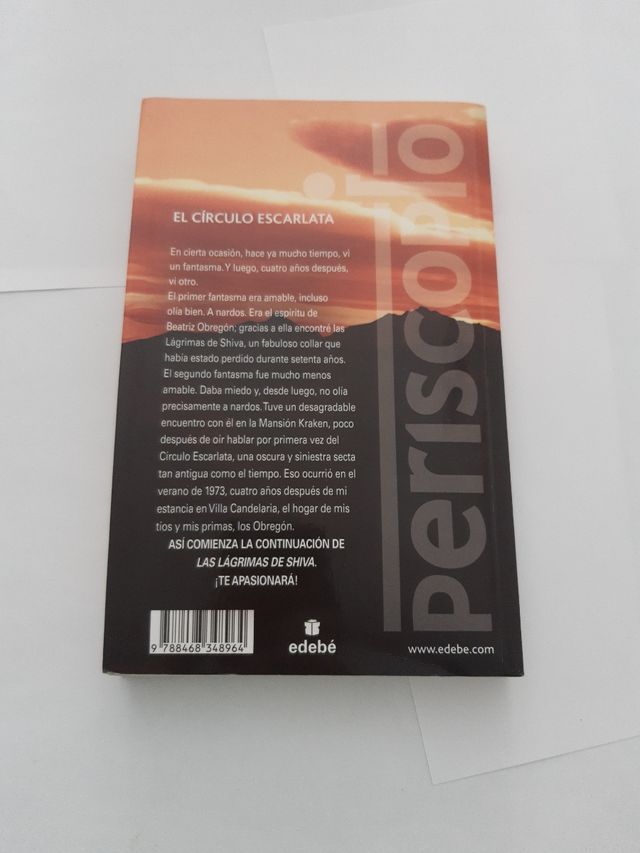 EL CÍRCULO ESCARLATA
En cierta ocasión, hace ya mucho tiempo, vi
un fantasma. Y luego, cuatro años después,
vi otro.
El primer fantasma era amable, incluso
olía bien. A nardos. Era el espíritu de
Beatriz Obregón; gracias a ella encontré las
Lágrimas de Shiva, un fabuloso collar que
había estado perdido durante setenta años.
El segundo fantasma fue mucho menos
amable. Daba miedo y, desde luego, no olía
precisamente a nardos. Tuve un desagradable
encuentro con él en la Mansión Kraken, poco
después de oír hablar por primera vez del
Círculo Escarlata, una oscura y siniestra secta
tan antigua como el tiempo. Eso ocurrió en el
verano de 1973, cuatro años después de mi
estancia en Villa Candelaria, el hogar de mis
tíos y mis primas, los Obregón.
ASÍ COMIENZA LA CONTINUACIÓN DE
LAS LÁGRIMAS DE SHIVA.
¡TE APASIONARÁ!
periscopio
9 788468 348964
edebé
www.edebe.com